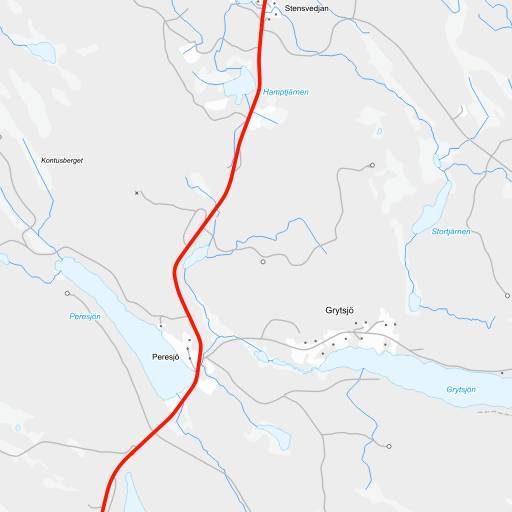 Stensvedjan
Hamptjärnen
Kontusberget
Stortjärnen
Peresjön
Grytsjö
Peresjö
Grytsjön